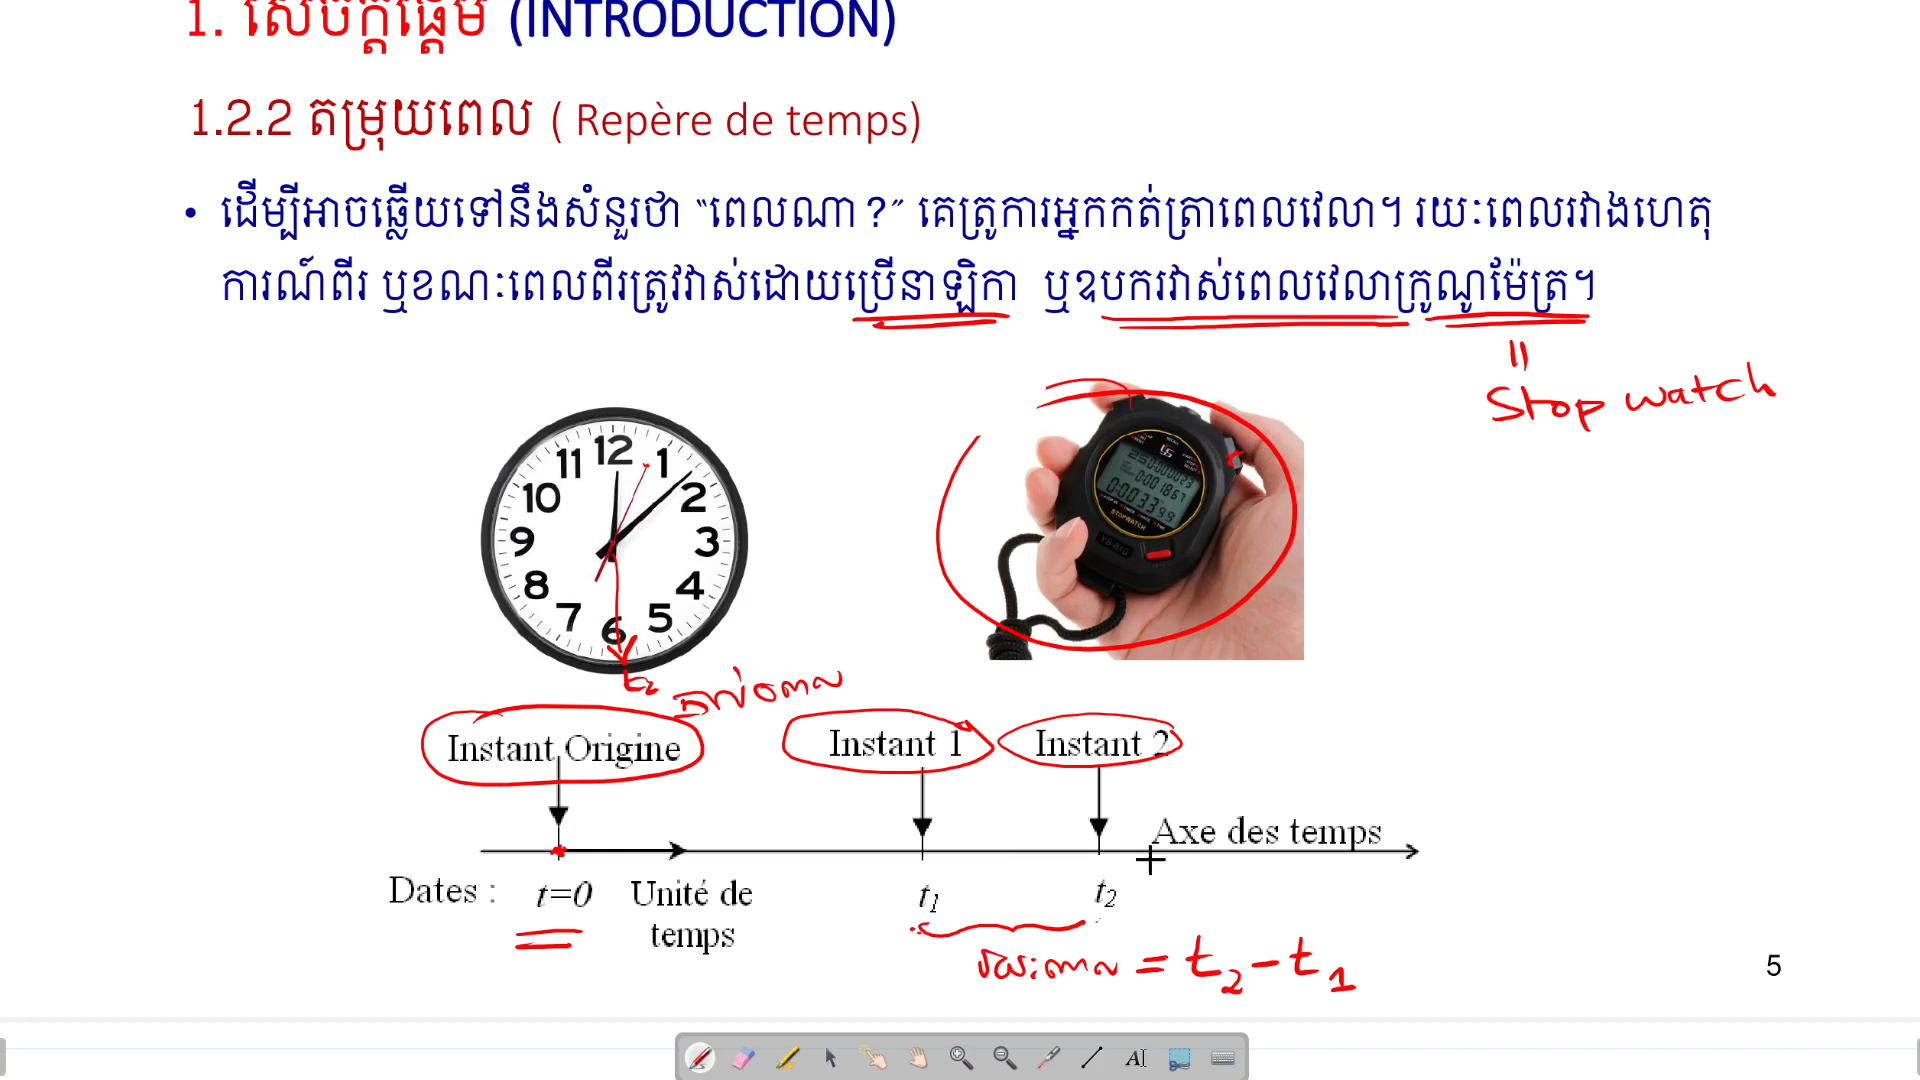 1. សេចក្តីផ្តើម (INTRODUCTION)
1.2.2 តម្រុយពេល ( Repère de temps)
• ដើម្បីអាចឆ្លើយទៅនឹងសំនួរថា “ពេលណា ?” គេត្រូការអ្នកកត់ត្រាពេលវេលា។ រយៈពេលរវាងហេតុ
ការណ៍ពីរ ឬខណៈពេលពីរត្រូវវាស់ដោយប្រើនាឡិកា ឬឧបករវាស់ពេលវេលាក្រូណូម៉ែត្រ។
=
Stop watch
12
11 1
10 2
9 3
8 4
7 5
6
STOPWATCH
t₂
Instant Origine
Instant 1
Instant 2
Axe des temps
Dates : t=0 Unité de temps t₁ t₂
រយៈពេល = t₂ - t₁
5
AI